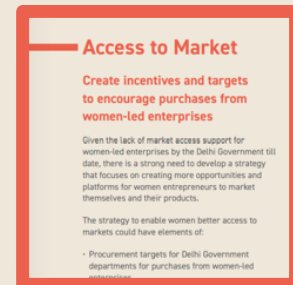 Access to Market
Create incentives and targets
to encourage purchases from
women-led enterprises
Given the lack of market access support for
women-led enterprises by the Delhi Government till
date, there is a strong need to develop a strategy
that focuses on creating more opportunities and
platforms for women entrepreneurs to market
themselves and their products.
The strategy to enable women better access to
markets could have elements of:
- Procurement targets for Delhi Government
departments for purchases from women-led
enterprises